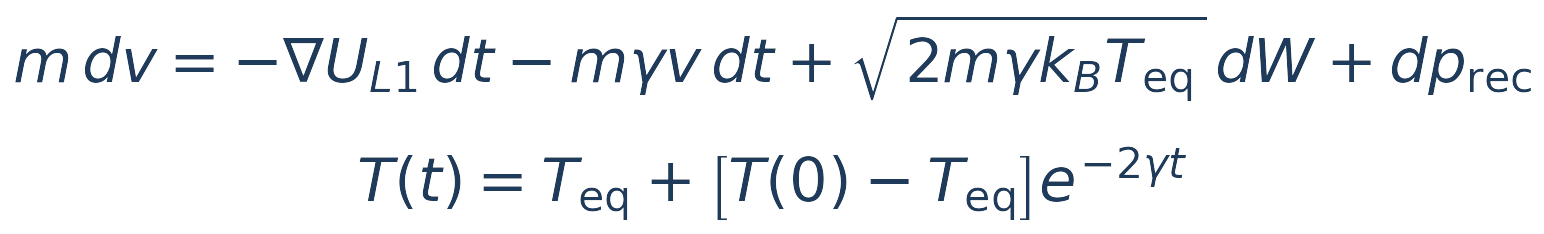 m dv = −∇U_{L1} dt − mγv dt + √(2mγk_B T_eq) dW + dp_rec
T(t) = T_eq + [T(0) − T_eq]e^{−2γt}